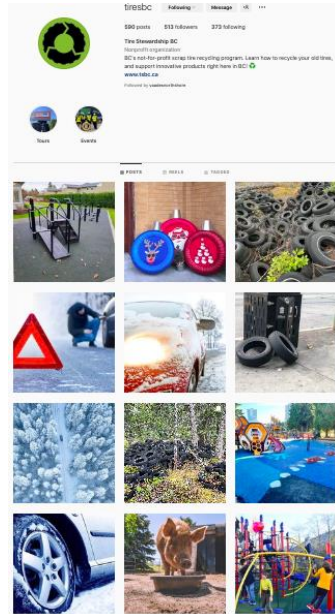 tiresbc
Following
Message
590 posts
513 followers
373 following
Tire Stewardship BC
Nonprofit organization
BC's not-for-profit scrap tire recycling program. Learn how to recycle your old tires,
and support innovative products right here in BC! ♻
www.tsbc.ca
Followed by
Tours
Events
POSTS
REELS
TAGGED